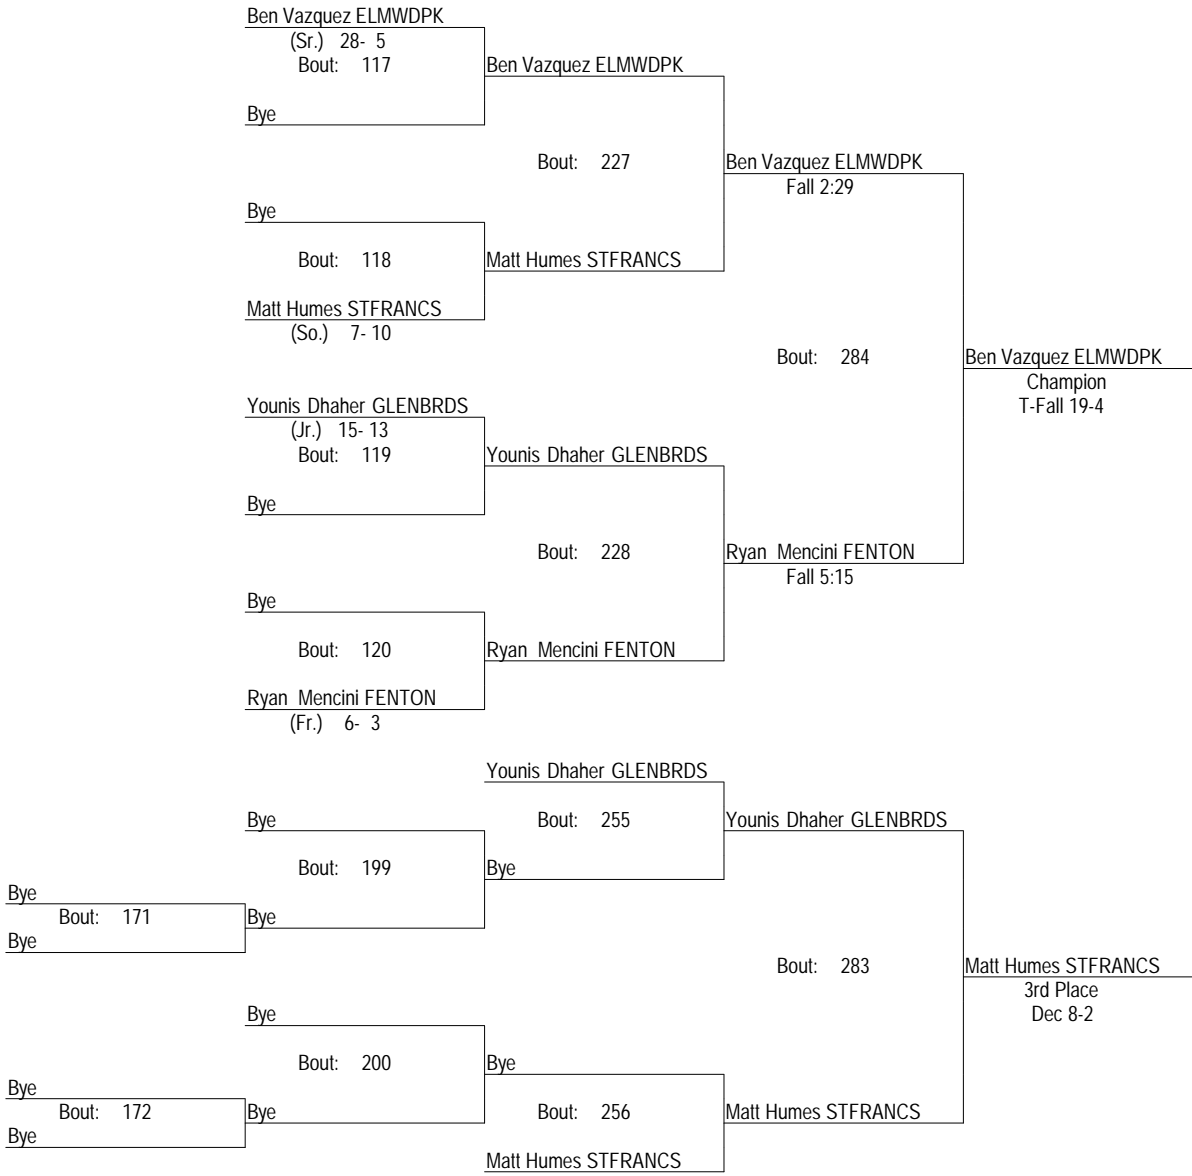 Ben Vazquez ELMWDPK
(Sr.) 28- 5
Bout: 117
Ben Vazquez ELMWDPK
Bye
Bout: 227
Ben Vazquez ELMWDPK
Fall 2:29
Bye
Bout: 118
Matt Humes STFRANCS
Matt Humes STFRANCS
(So.) 7- 10
Bout: 284
Ben Vazquez ELMWDPK
Champion
T-Fall 19-4
Younis Dhaher GLENBRDS
(Jr.) 15- 13
Bout: 119
Younis Dhaher GLENBRDS
Bye
Bout: 228
Ryan Mencini FENTON
Fall 5:15
Bye
Bout: 120
Ryan Mencini FENTON
Ryan Mencini FENTON
(Fr.) 6- 3
Younis Dhaher GLENBRDS
Bye
Bout: 255
Younis Dhaher GLENBRDS
Bout: 199
Bye
Bye
Bout: 171
Bye
Bye
Bout: 283
Matt Humes STFRANCS
3rd Place
Dec 8-2
Bye
Bout: 200
Bye
Bye
Bout: 172
Bye
Bout: 256
Matt Humes STFRANCS
Bye
Matt Humes STFRANCS